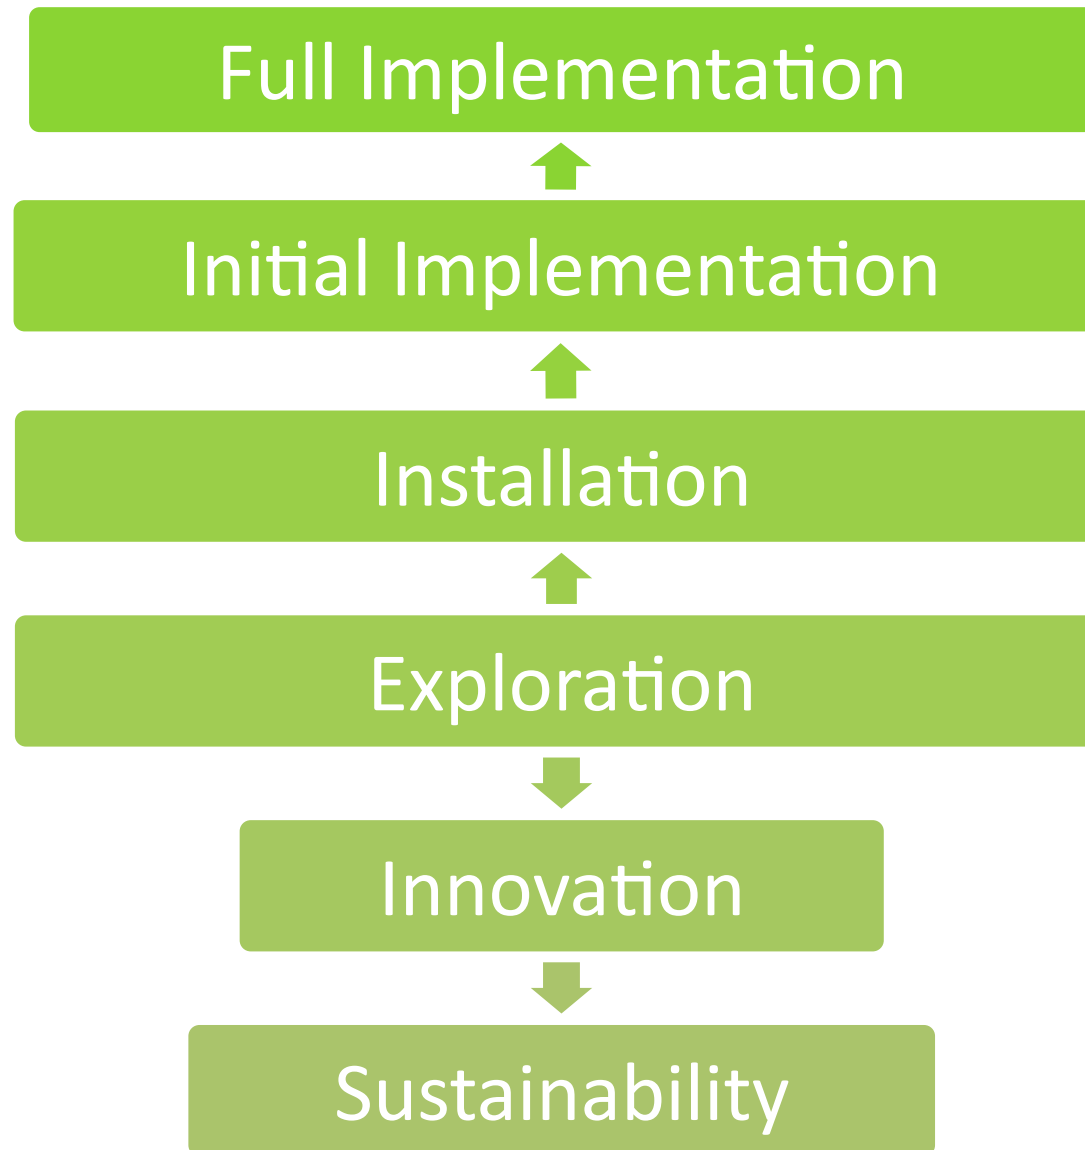 Full Implementation
Initial Implementation
Installation
Exploration
Innovation
Sustainability